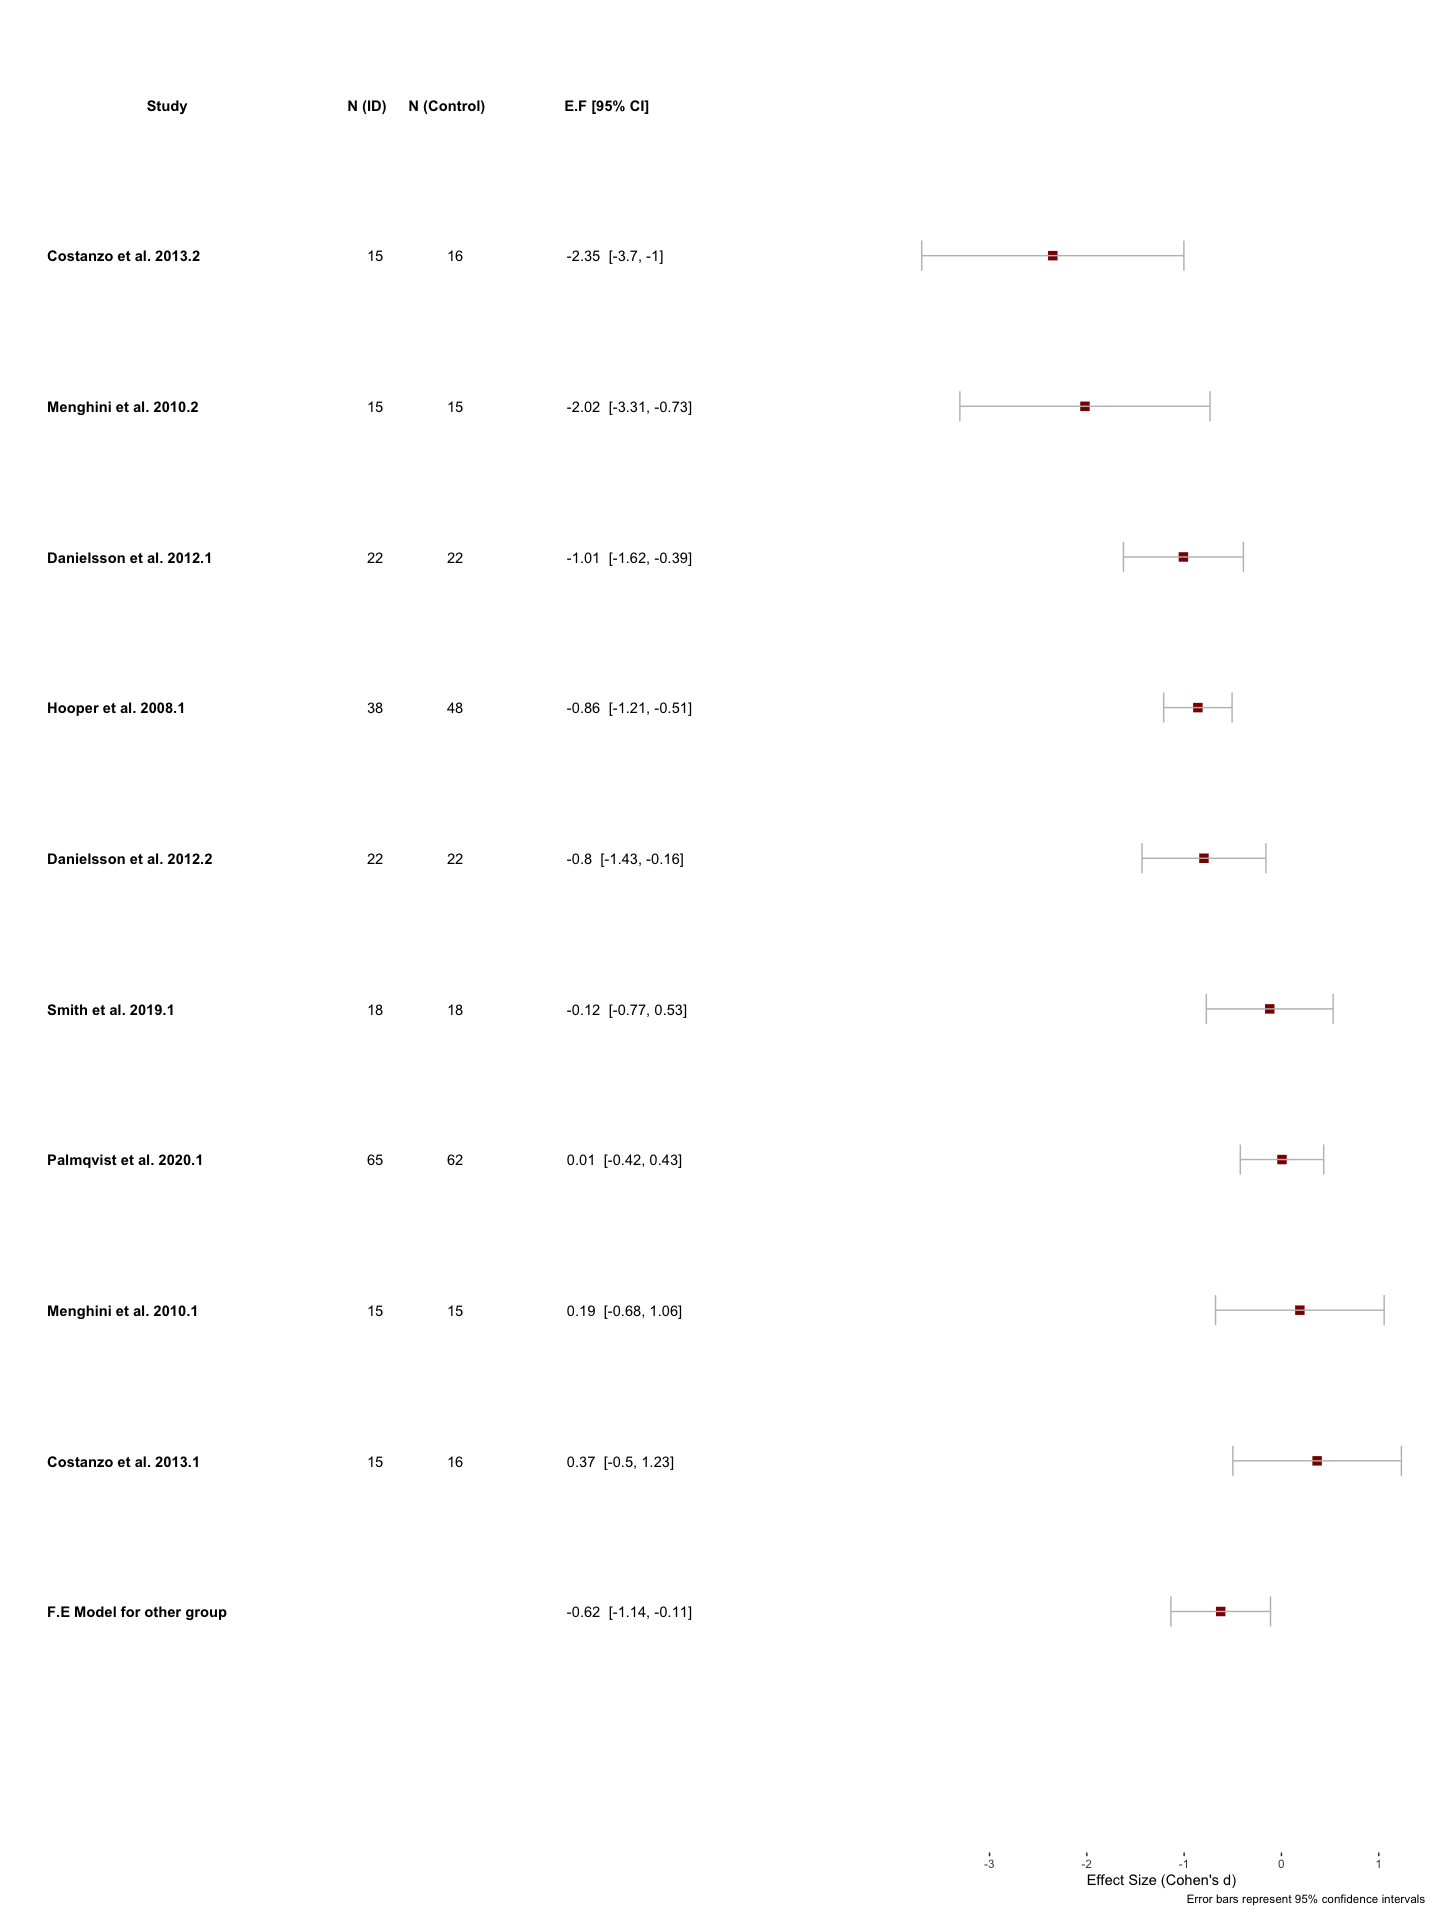 Study N (ID) N (Control) E.F [95% CI]
Costanzo et al. 2013.2 15 16 -2.35 [-3.7, -1]
Menghini et al. 2010.2 15 15 -2.02 [-3.31, -0.73]
Danielsson et al. 2012.1 22 22 -1.01 [-1.62, -0.39]
Hooper et al. 2008.1 38 48 -0.86 [-1.21, -0.51]
Danielsson et al. 2012.2 22 22 -0.8 [-1.43, -0.16]
Smith et al. 2019.1 18 18 -0.12 [-0.77, 0.53]
Palmqvist et al. 2020.1 65 62 0.01 [-0.42, 0.43]
Menghini et al. 2010.1 15 15 0.19 [-0.68, 1.06]
Costanzo et al. 2013.1 15 16 0.37 [-0.5, 1.23]
F.E Model for other group -0.62 [-1.14, -0.11]
-3 -2 -1 0 1
Effect Size (Cohen's d)
Error bars represent 95% confidence intervals